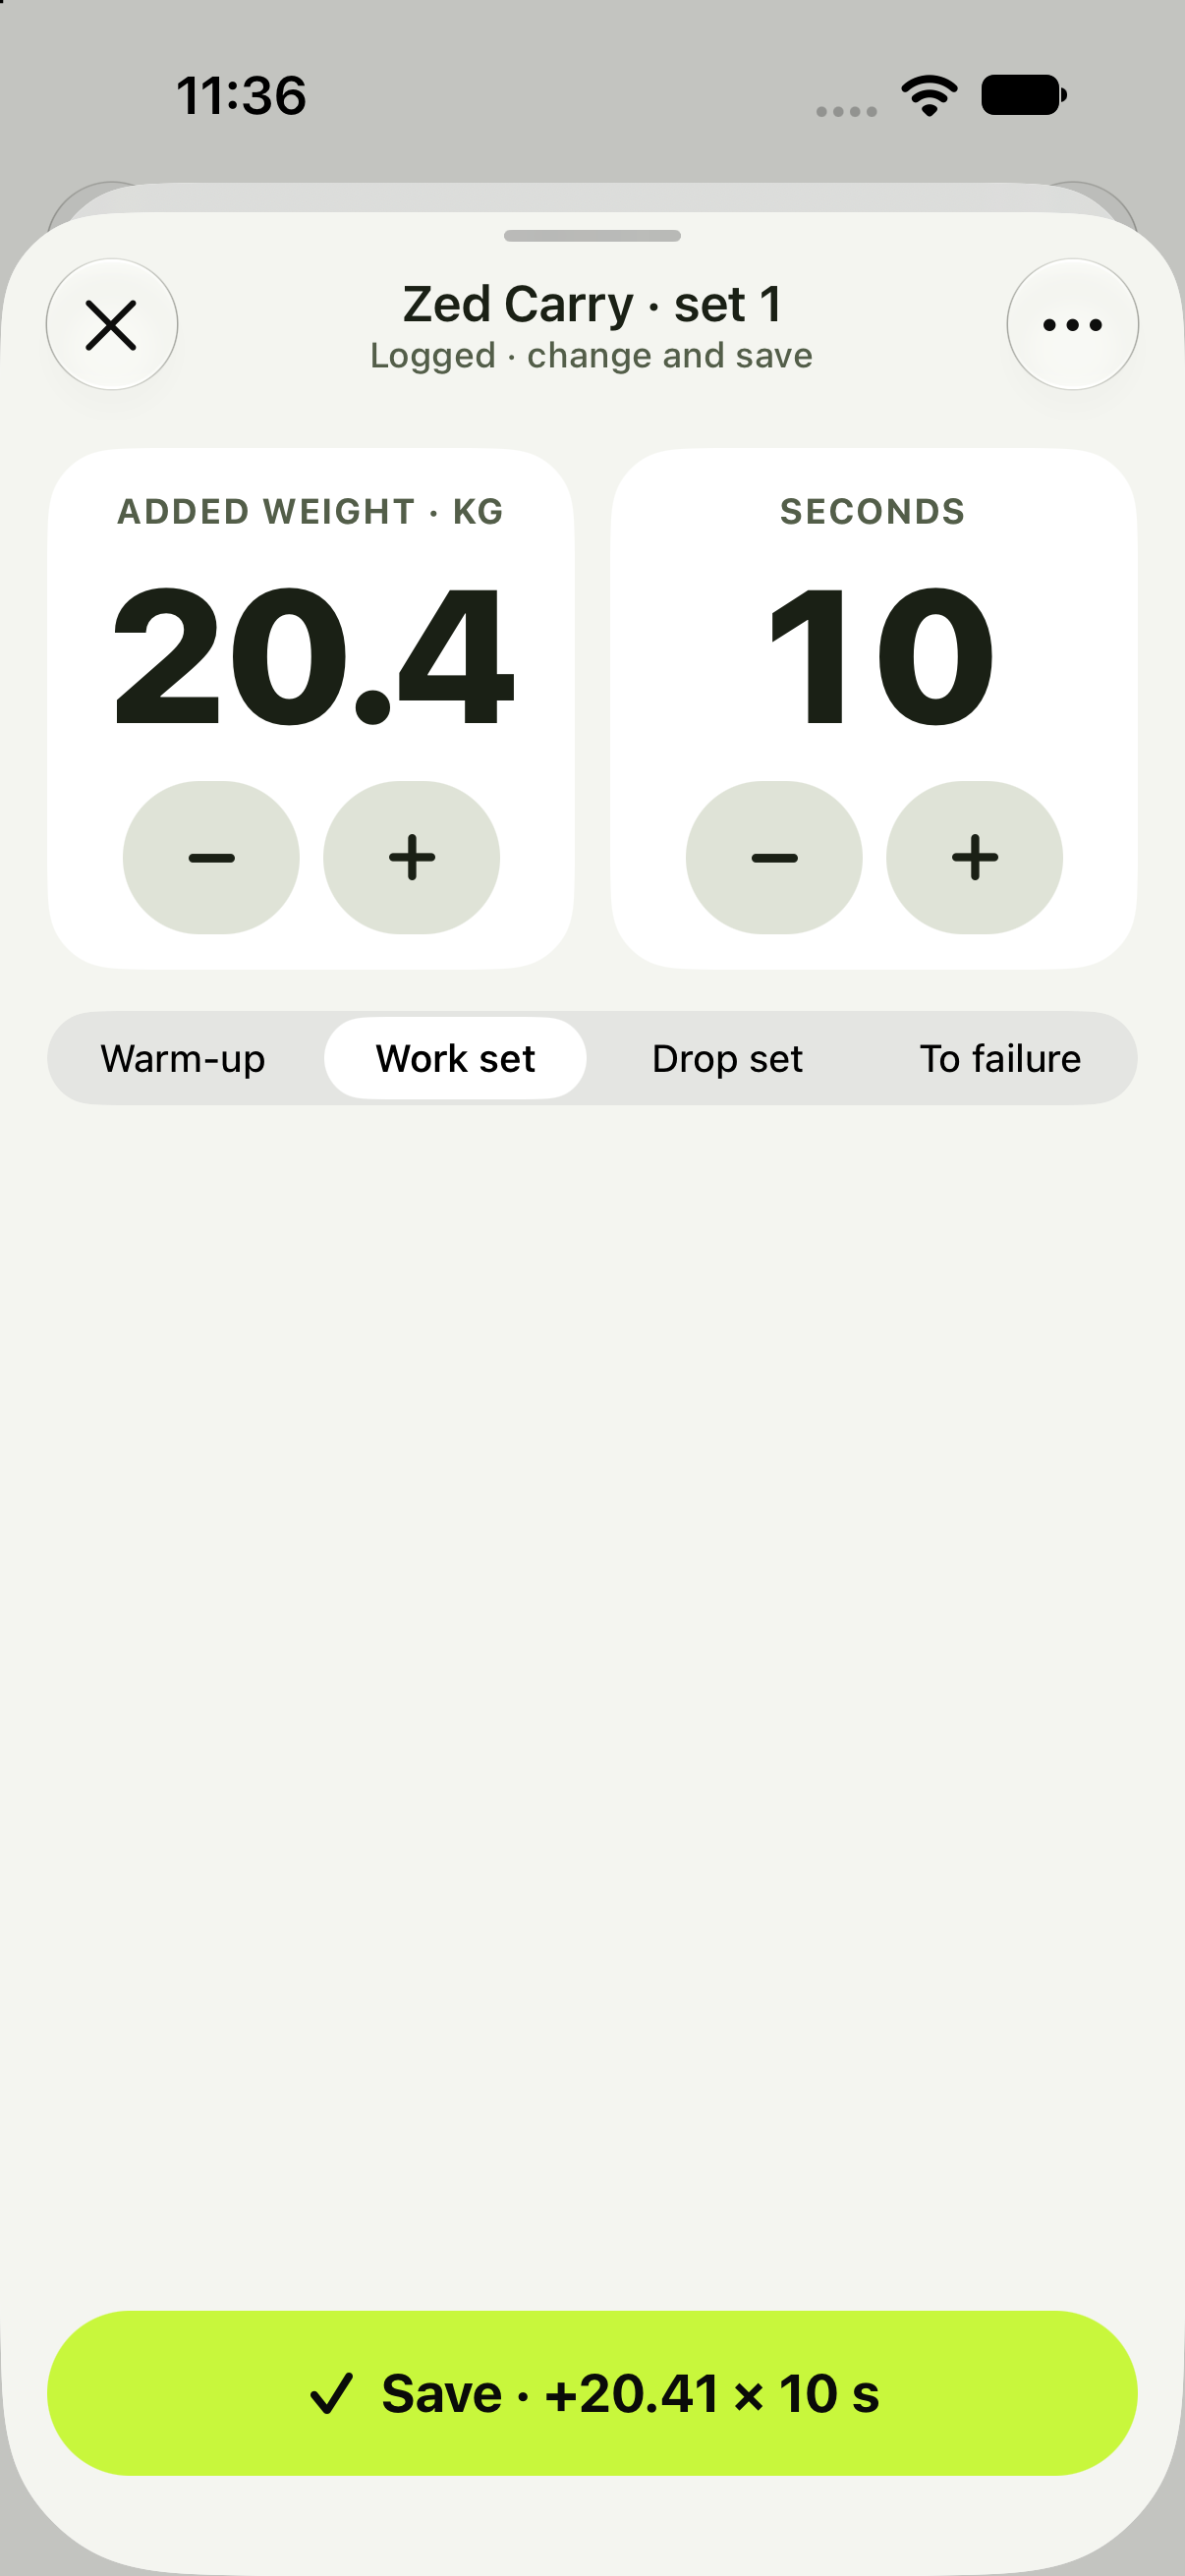 11:36
Zed Carry · set 1
Logged · change and save
ADDED WEIGHT · KG
20.4
SECONDS
10
Warm-up
Work set
Drop set
To failure
Save · +20.41 × 10 s